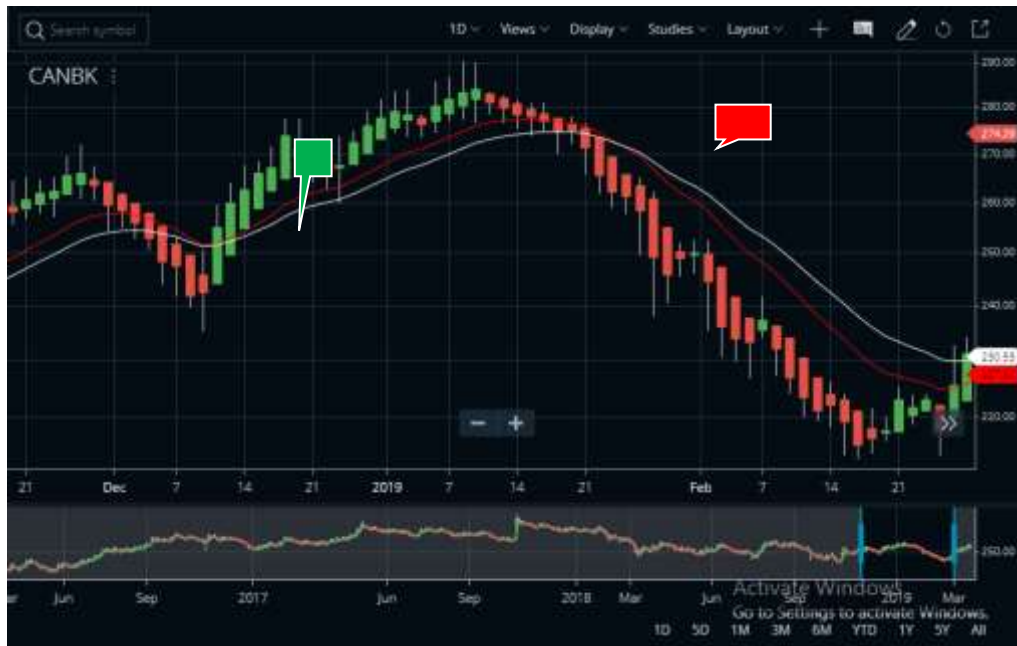 Search symbol 1D Views Display Studies Layout
CANBK
290.00
280.00
274.29
270.00
260.00
250.00
240.00
230.55
220.00
21 Dec 7 14 21 2019 7 14 21 Feb 7 14 21
250.00
Jun Sep 2017 Jun Sep 2018 Mar Jun Sep 2019 Mar
Activate Windows
Go to Settings to activate Windows.
1D 5D 1M 3M 6M YTD 1Y 5Y All